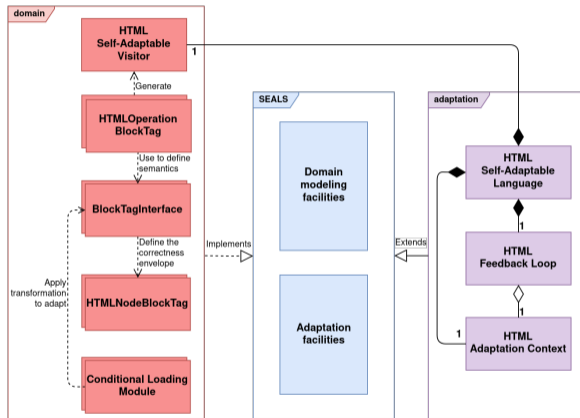 domain
HTML
Self-Adaptable
Visitor
1
Generate
HTMLOperation
BlockTag
Use to define
semantics
BlockTagInterface
Define the
correctness
envelope
HTMLNodeBlockTag
Apply
transformation
to adapt
Conditional Loading
Module
Implements
SEALS
Domain
modeling
facilities
Adaptation
facilities
Extends
adaptation
HTML
Self-Adaptable
Language
1
HTML
Feedback Loop
1
1
HTML
Adaptation Context